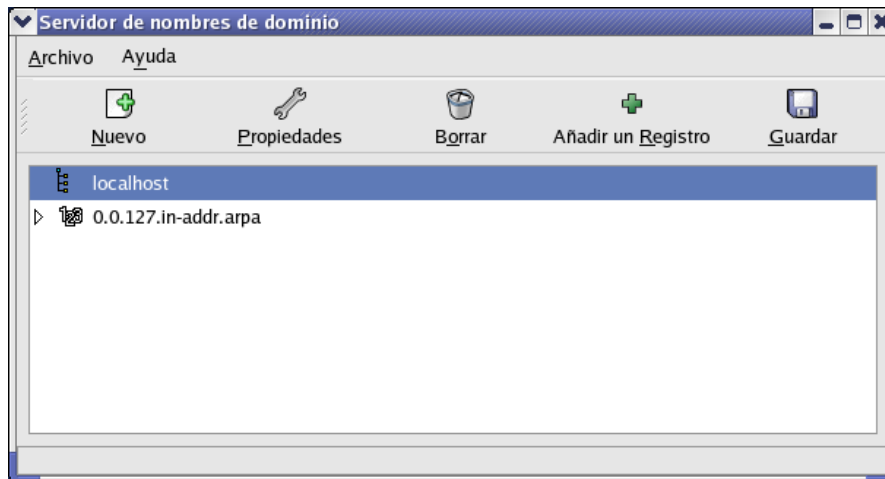 Servidor de nombres de dominio
Archivo Ayuda
Nuevo Propiedades Borrar Añadir un Registro Guardar
localhost
0.0.127.in-addr.arpa